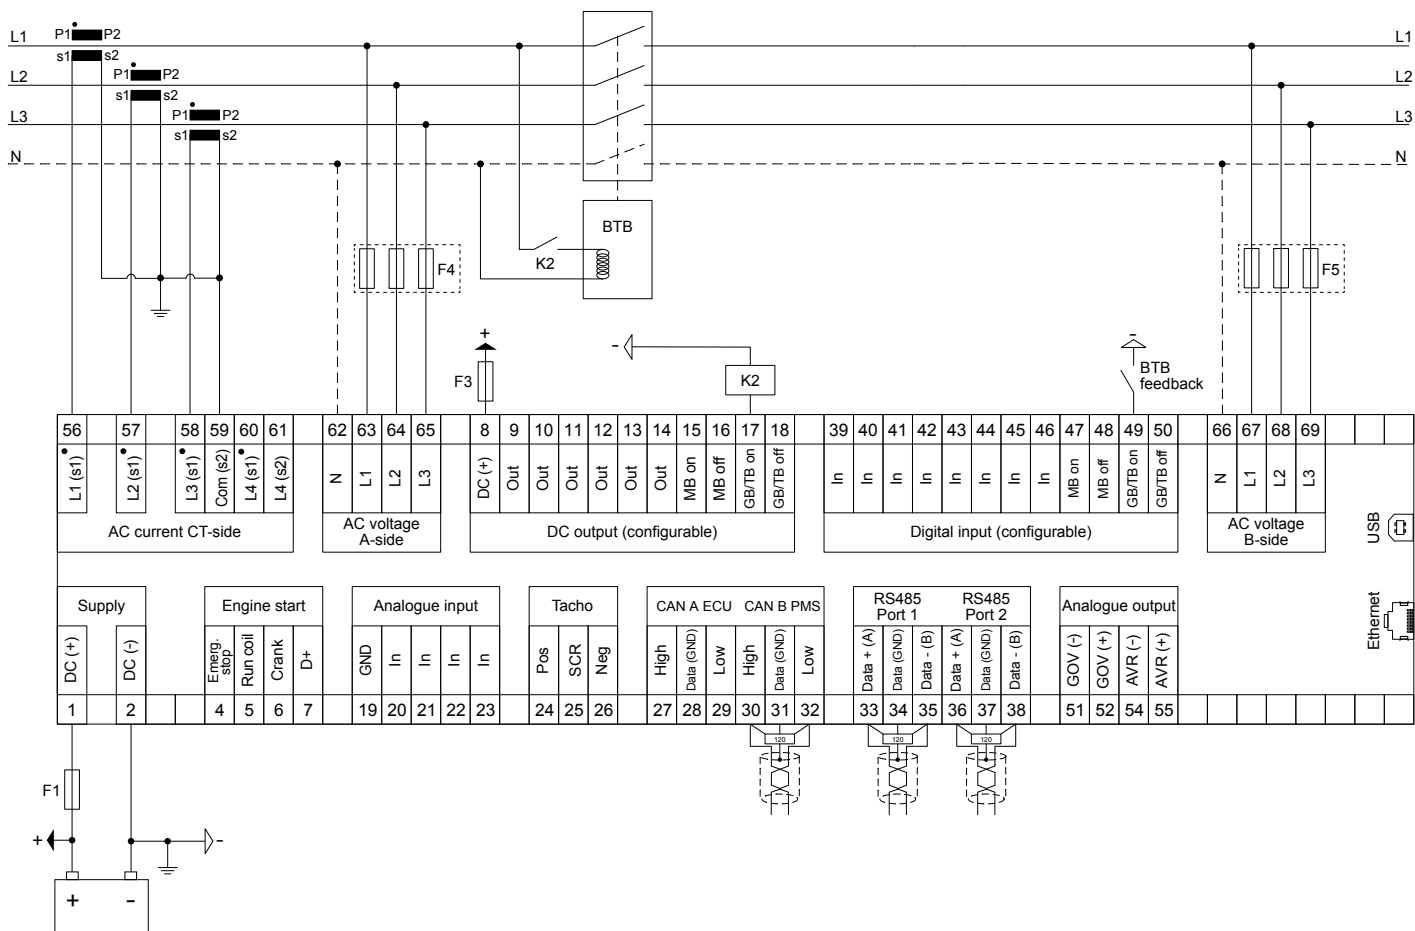 P1 P2
L1 L1
s1 s2
P1 P2
L2 L2
s1 s2
P1 P2
L3 L3
s1 s2
N N
BTB
K2
F4 F5
+
F3
-
K2
-
BTB
feedback
56 57 58 59 60 61 62 63 64 65 8 9 10 11 12 13 14 15 16 17 18 39 40 41 42 43 44 45 46 47 48 49 50 66 67 68 69
L1 (s1) L2 (s1) L3 (s1) Com (s2) L4 (s1) L4 (s2) N L1 L2 L3 DC (+) Out Out Out Out Out Out MB on MB off GB/TB on GB/TB off In In In In In In In In MB on MB off GB/TB on GB/TB off N L1 L2 L3
AC current CT-side
AC voltage
A-side
DC output (configurable)
Digital input (configurable)
AC voltage
B-side
USB
Ethernet
Supply
Engine start
Analogue input
Tacho
CAN A ECU CAN B PMS
RS485
Port 1
RS485
Port 2
Analogue output
DC (+) DC (-)
Emerg.
stop
Run coil Crank D+ GND In In In In Pos SCR Neg High Data (GND) Low High Data (GND) Low Data + (A) Data (GND) Data - (B) Data + (A) Data (GND) Data - (B) GOV (-) GOV (+) AVR (-) AVR (+)
1 2 4 5 6 7 19 20 21 22 23 24 25 26 27 28 29 30 31 32 33 34 35 36 37 38 51 52 54 55
120 120 120
F1
+ -
+ -